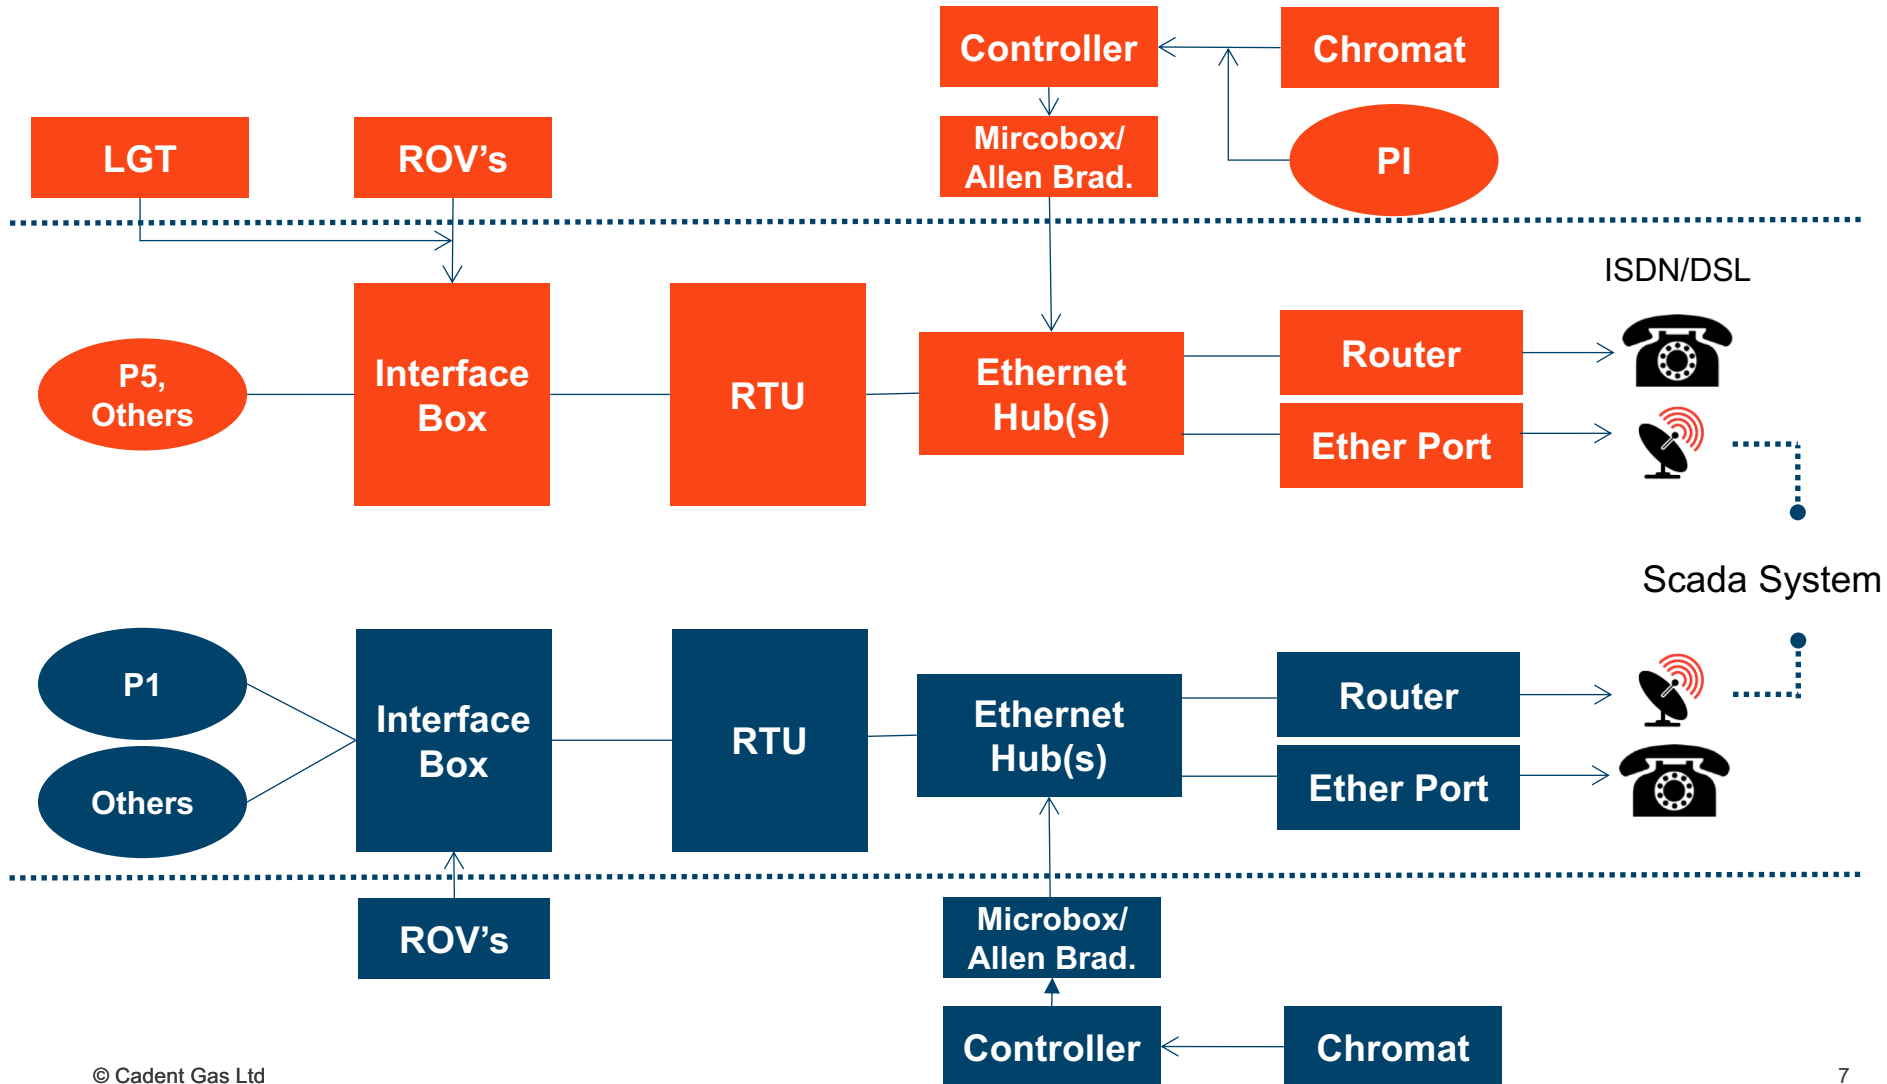 Controller
Chromat
LGT
ROV’s
Mircobox/
Allen Brad.
PI
ISDN/DSL
P5,
Others
Interface
Box
RTU
Ethernet
Hub(s)
Router
Ether Port
Scada System
P1
Others
Interface
Box
RTU
Ethernet
Hub(s)
Router
Ether Port
ROV’s
Microbox/
Allen Brad.
Controller
Chromat
© Cadent Gas Ltd
7